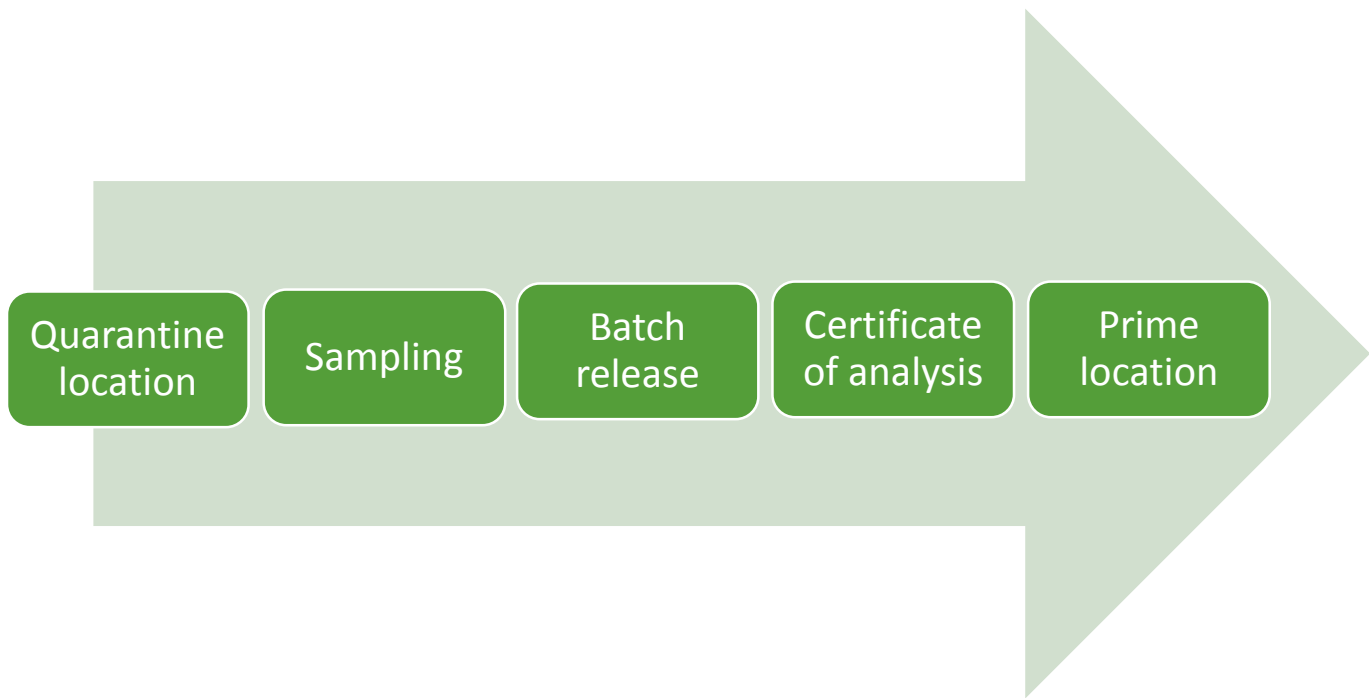 Quarantine
location
Sampling
Batch
release
Certificate
of analysis
Prime
location